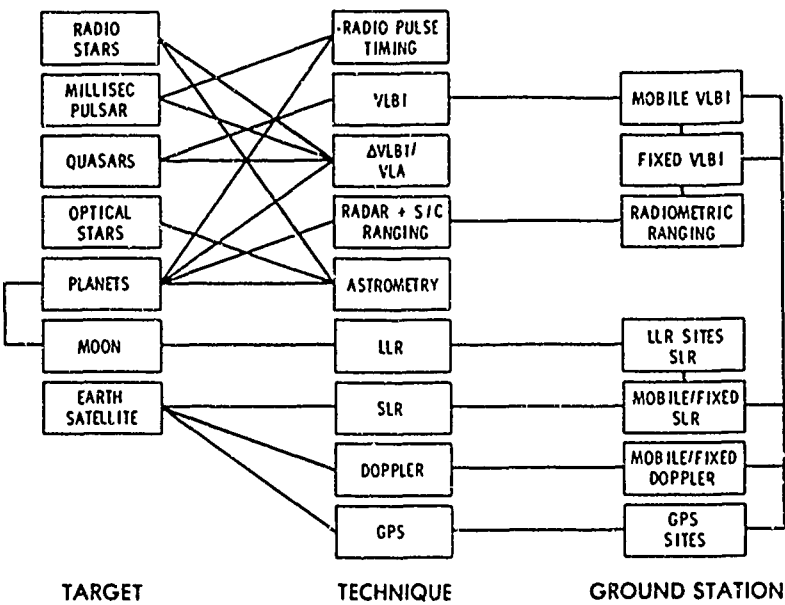 RADIO
STARS
MILLISEC
PULSAR
QUASARS
OPTICAL
STARS
PLANETS
MOON
EARTH
SATELLITE
TARGET
RADIO PULSE
TIMING
VLBI
ΔVLBI/
VLA
RADAR + S/C
RANGING
ASTROMETRY
LLR
SLR
DOPPLER
GPS
TECHNIQUE
MOBILE VLBI
FIXED VLBI
RADIOMETRIC
RANGING
LLR SITES
SLR
MOBILE/FIXED
SLR
MOBILE/FIXED
DOPPLER
GPS
SITES
GROUND STATION